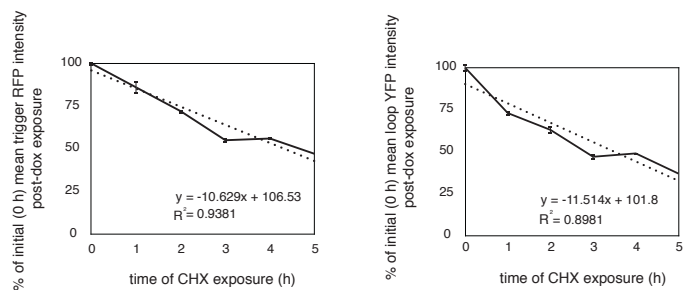 % of initial (0 h) mean trigger RFP intensity
post-dox exposure
100
75
50
25
0
y = -10.629x + 106.53
R²= 0.9381
0 1 2 3 4 5
time of CHX exposure (h)
% of initial (0 h) mean loop YFP intensity
post-dox exposure
100
75
50
25
0
y = -11.514x + 101.8
R²= 0.8981
0 1 2 3 4 5
time of CHX exposure (h)